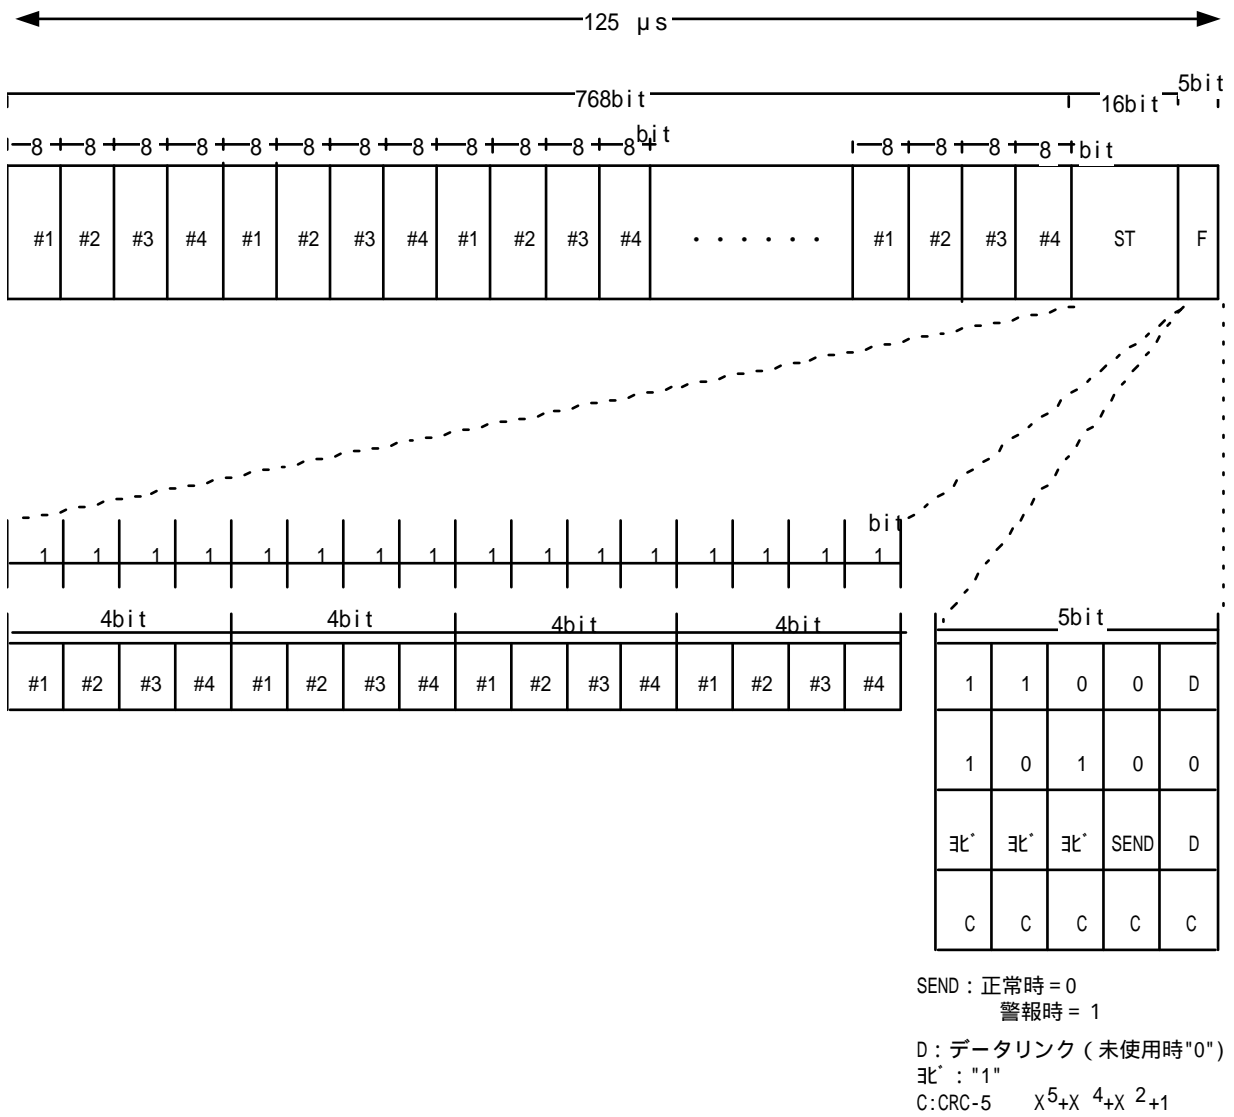 125 μs
768bit 16bit 5bit
8 8 8 8 8 8 8 8 8 8 8 8 bit 8 8 8 8 bit
#1 #2 #3 #4 #1 #2 #3 #4 #1 #2 #3 #4 ・・・・・・ #1 #2 #3 #4 ST F
bit
1 1 1 1 1 1 1 1 1 1 1 1 1 1 1 1
4bit 4bit 4bit 4bit 5bit
#1 #2 #3 #4 #1 #2 #3 #4 #1 #2 #3 #4 #1 #2 #3 #4 1 1 0 0 D
1 0 1 0 0
ヨビ ヨビ ヨビ SEND D
C C C C C
SEND：正常時=0
警報時= 1
D：データリンク（未使用時"0"）
ヨビ："1"
C:CRC-5 X5+X 4+X 2+1